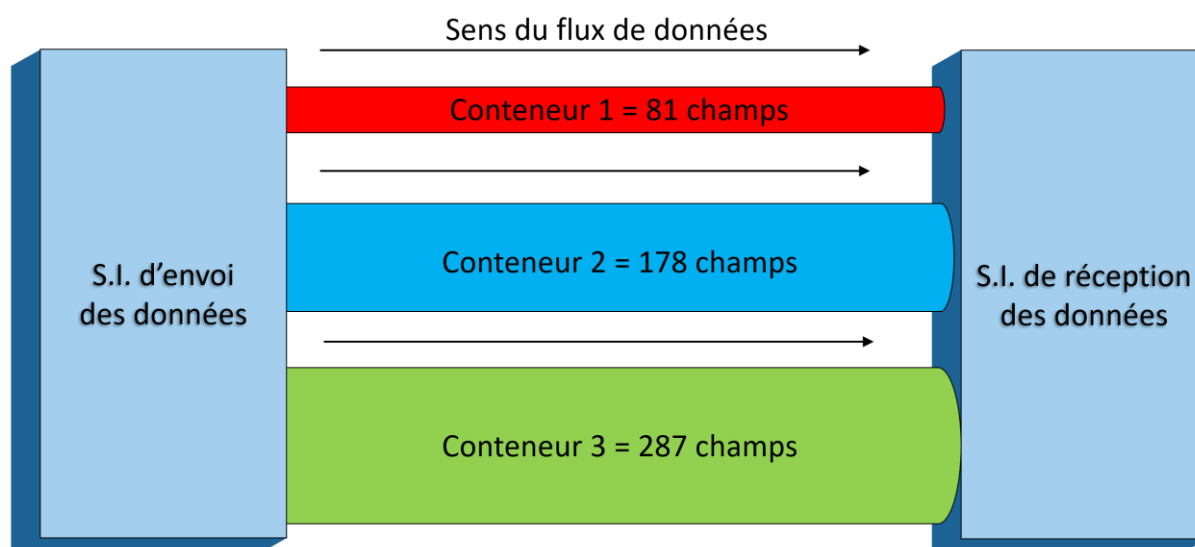 Sens du flux de données
Conteneur 1 = 81 champs
Conteneur 2 = 178 champs
S.I. d’envoi
des données
S.I. de réception
des données
Conteneur 3 = 287 champs